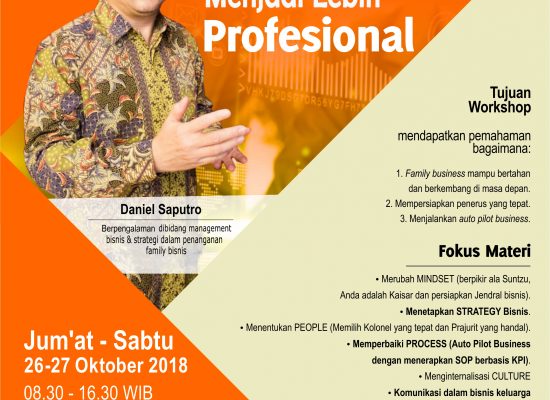 Menjadi Lebih
Profesional
Tujuan
Workshop
mendapatkan pemahaman
bagaimana:
1. Family business mampu bertahan
dan berkembang di masa depan.
2. Mempersiapkan penerus yang tepat.
3. Menjalankan auto pilot business.
Daniel Saputro
Berpengalaman dibidang management
bisnis & strategi dalam penanganan
family bisnis
Fokus Materi
• Merubah MINDSET (berpikir ala Suntzu,
Anda adalah Kaisar dan persiapkan Jendral bisnis).
• Menetapkan STRATEGY Bisnis.
• Menentukan PEOPLE (Memilih Kolonel yang tepat dan Prajurit yang handal).
• Memperbaiki PROCESS (Auto Pilot Business
dengan menerapkan SOP berbasis KPI).
• Menginternalisasi CULTURE
• Komunikasi dalam bisnis keluarga
Jum'at - Sabtu
26-27 Oktober 2018
08.30 - 16.30 WIB